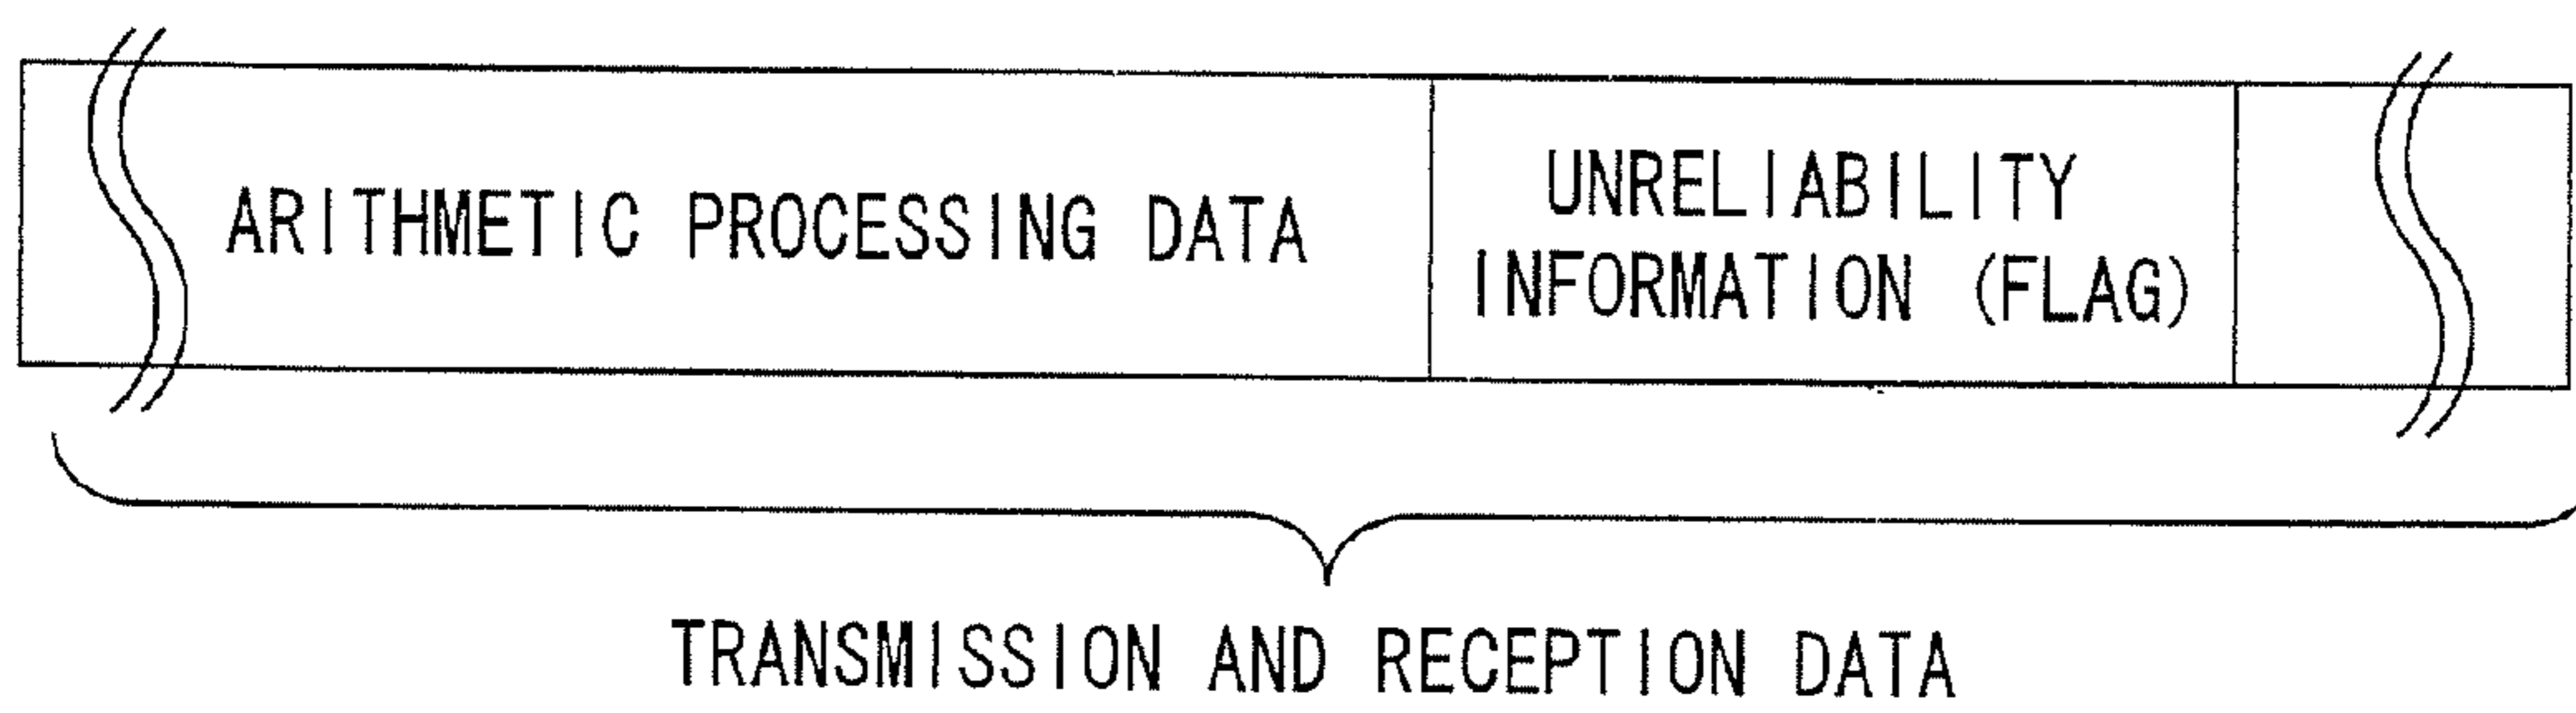 ARITHMETIC PROCESSING DATA
UNRELIABILITY
INFORMATION (FLAG)
TRANSMISSION AND RECEPTION DATA